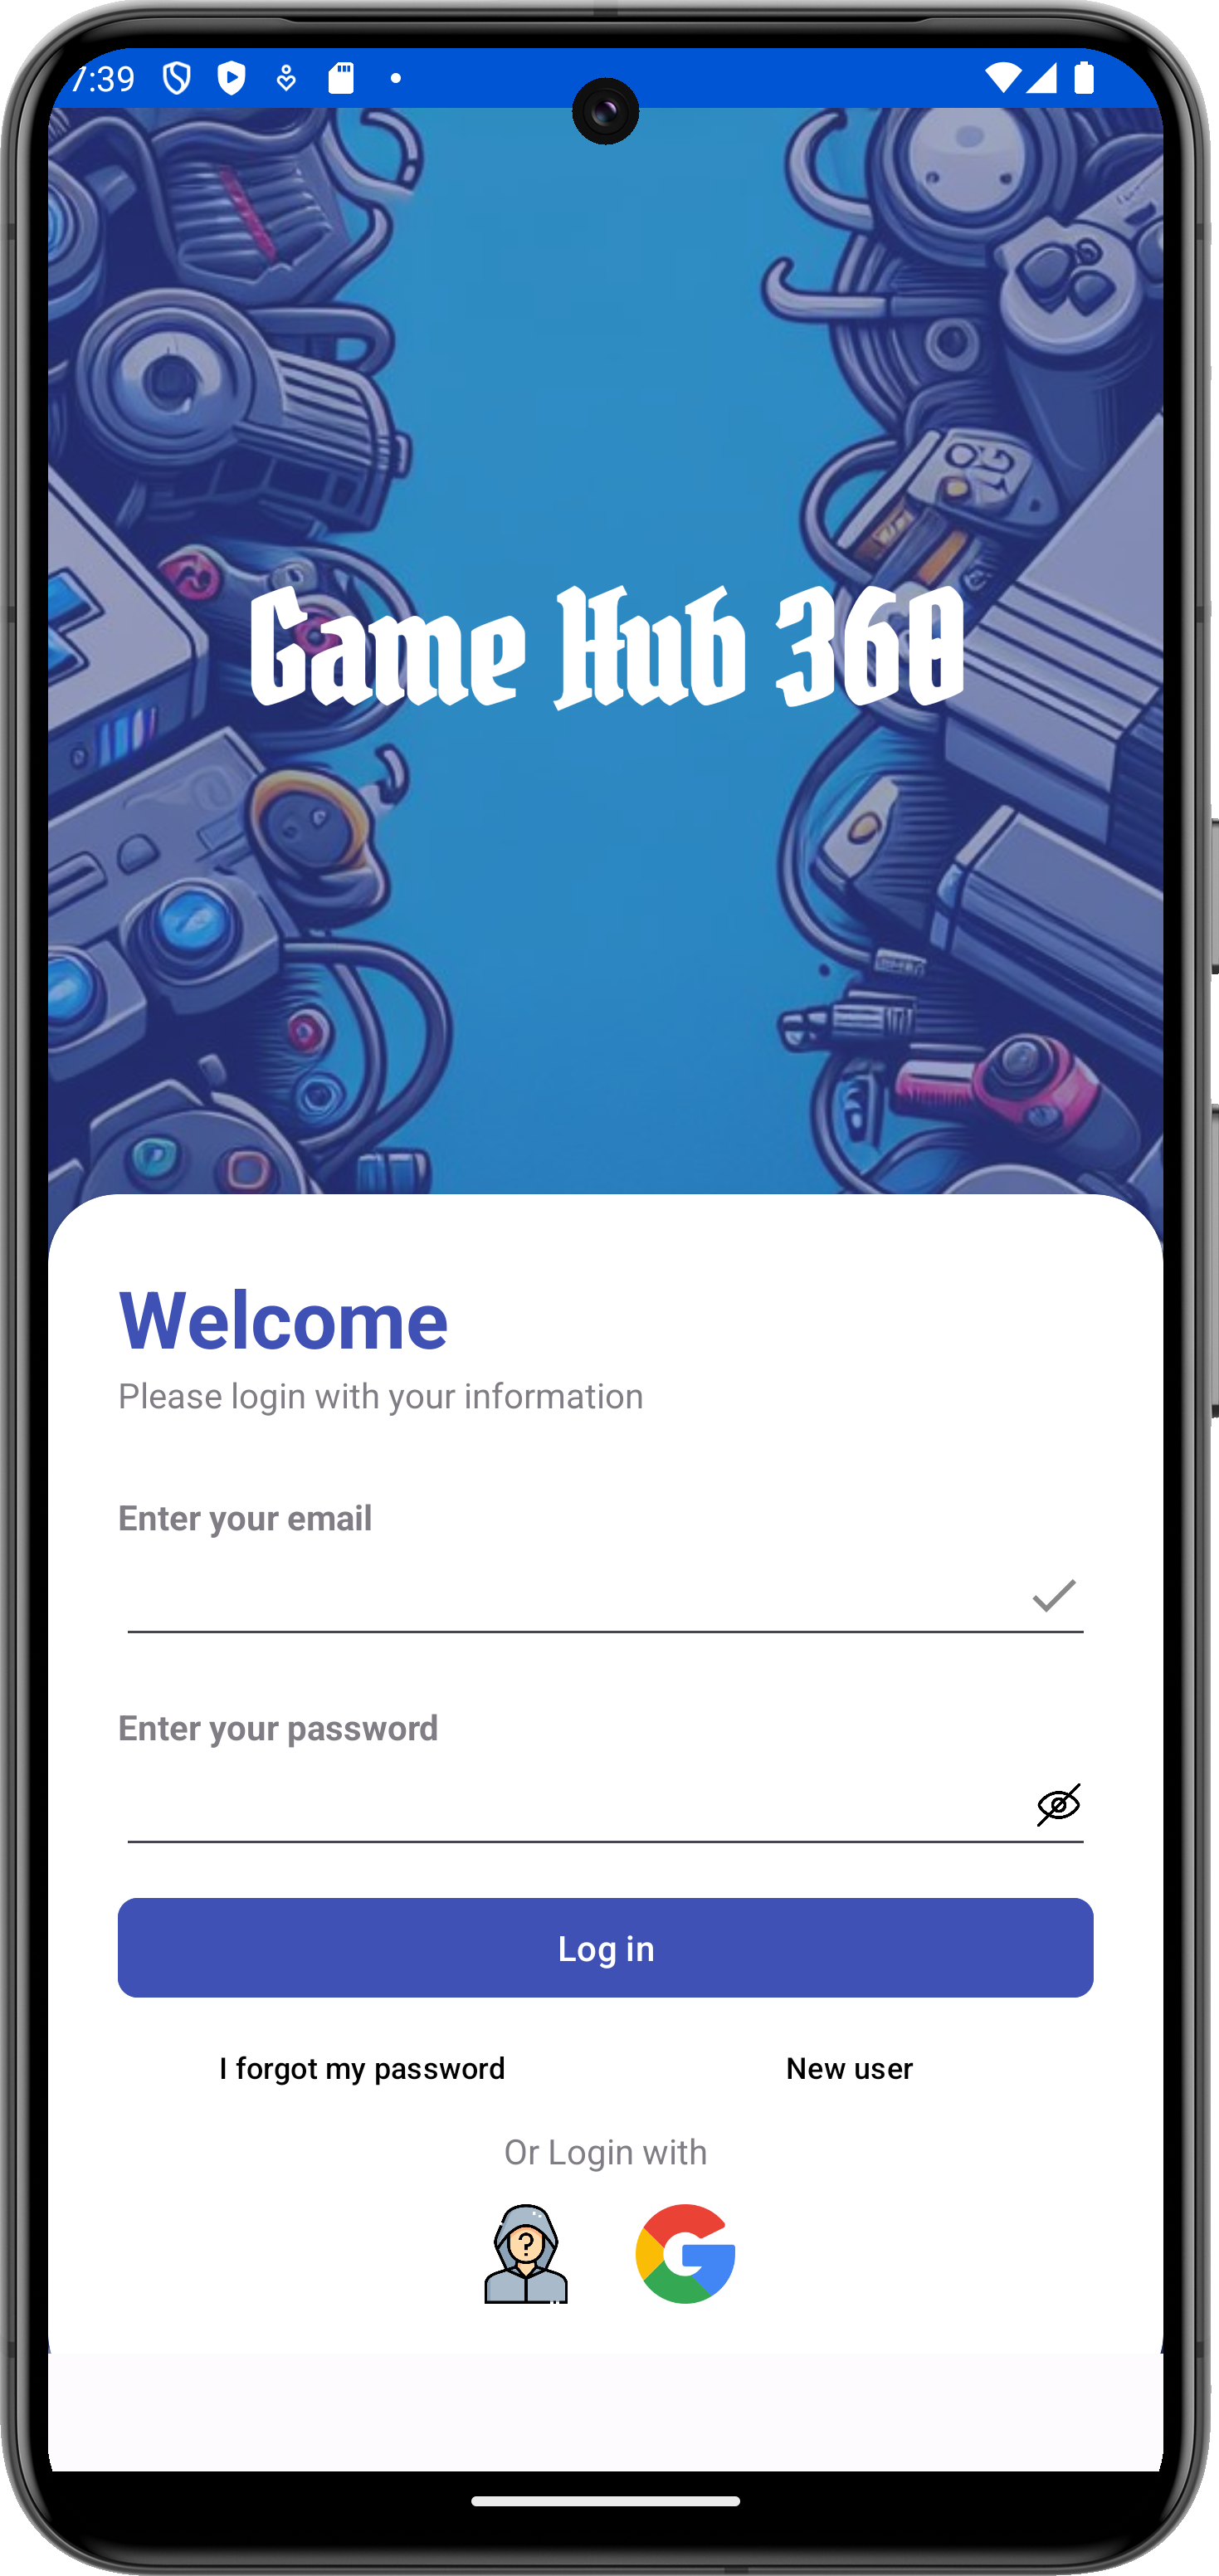 7:39
Game Hub 360
Welcome
Please login with your information
Enter your email
Enter your password
Log in
I forgot my password
New user
Or Login with
?
G